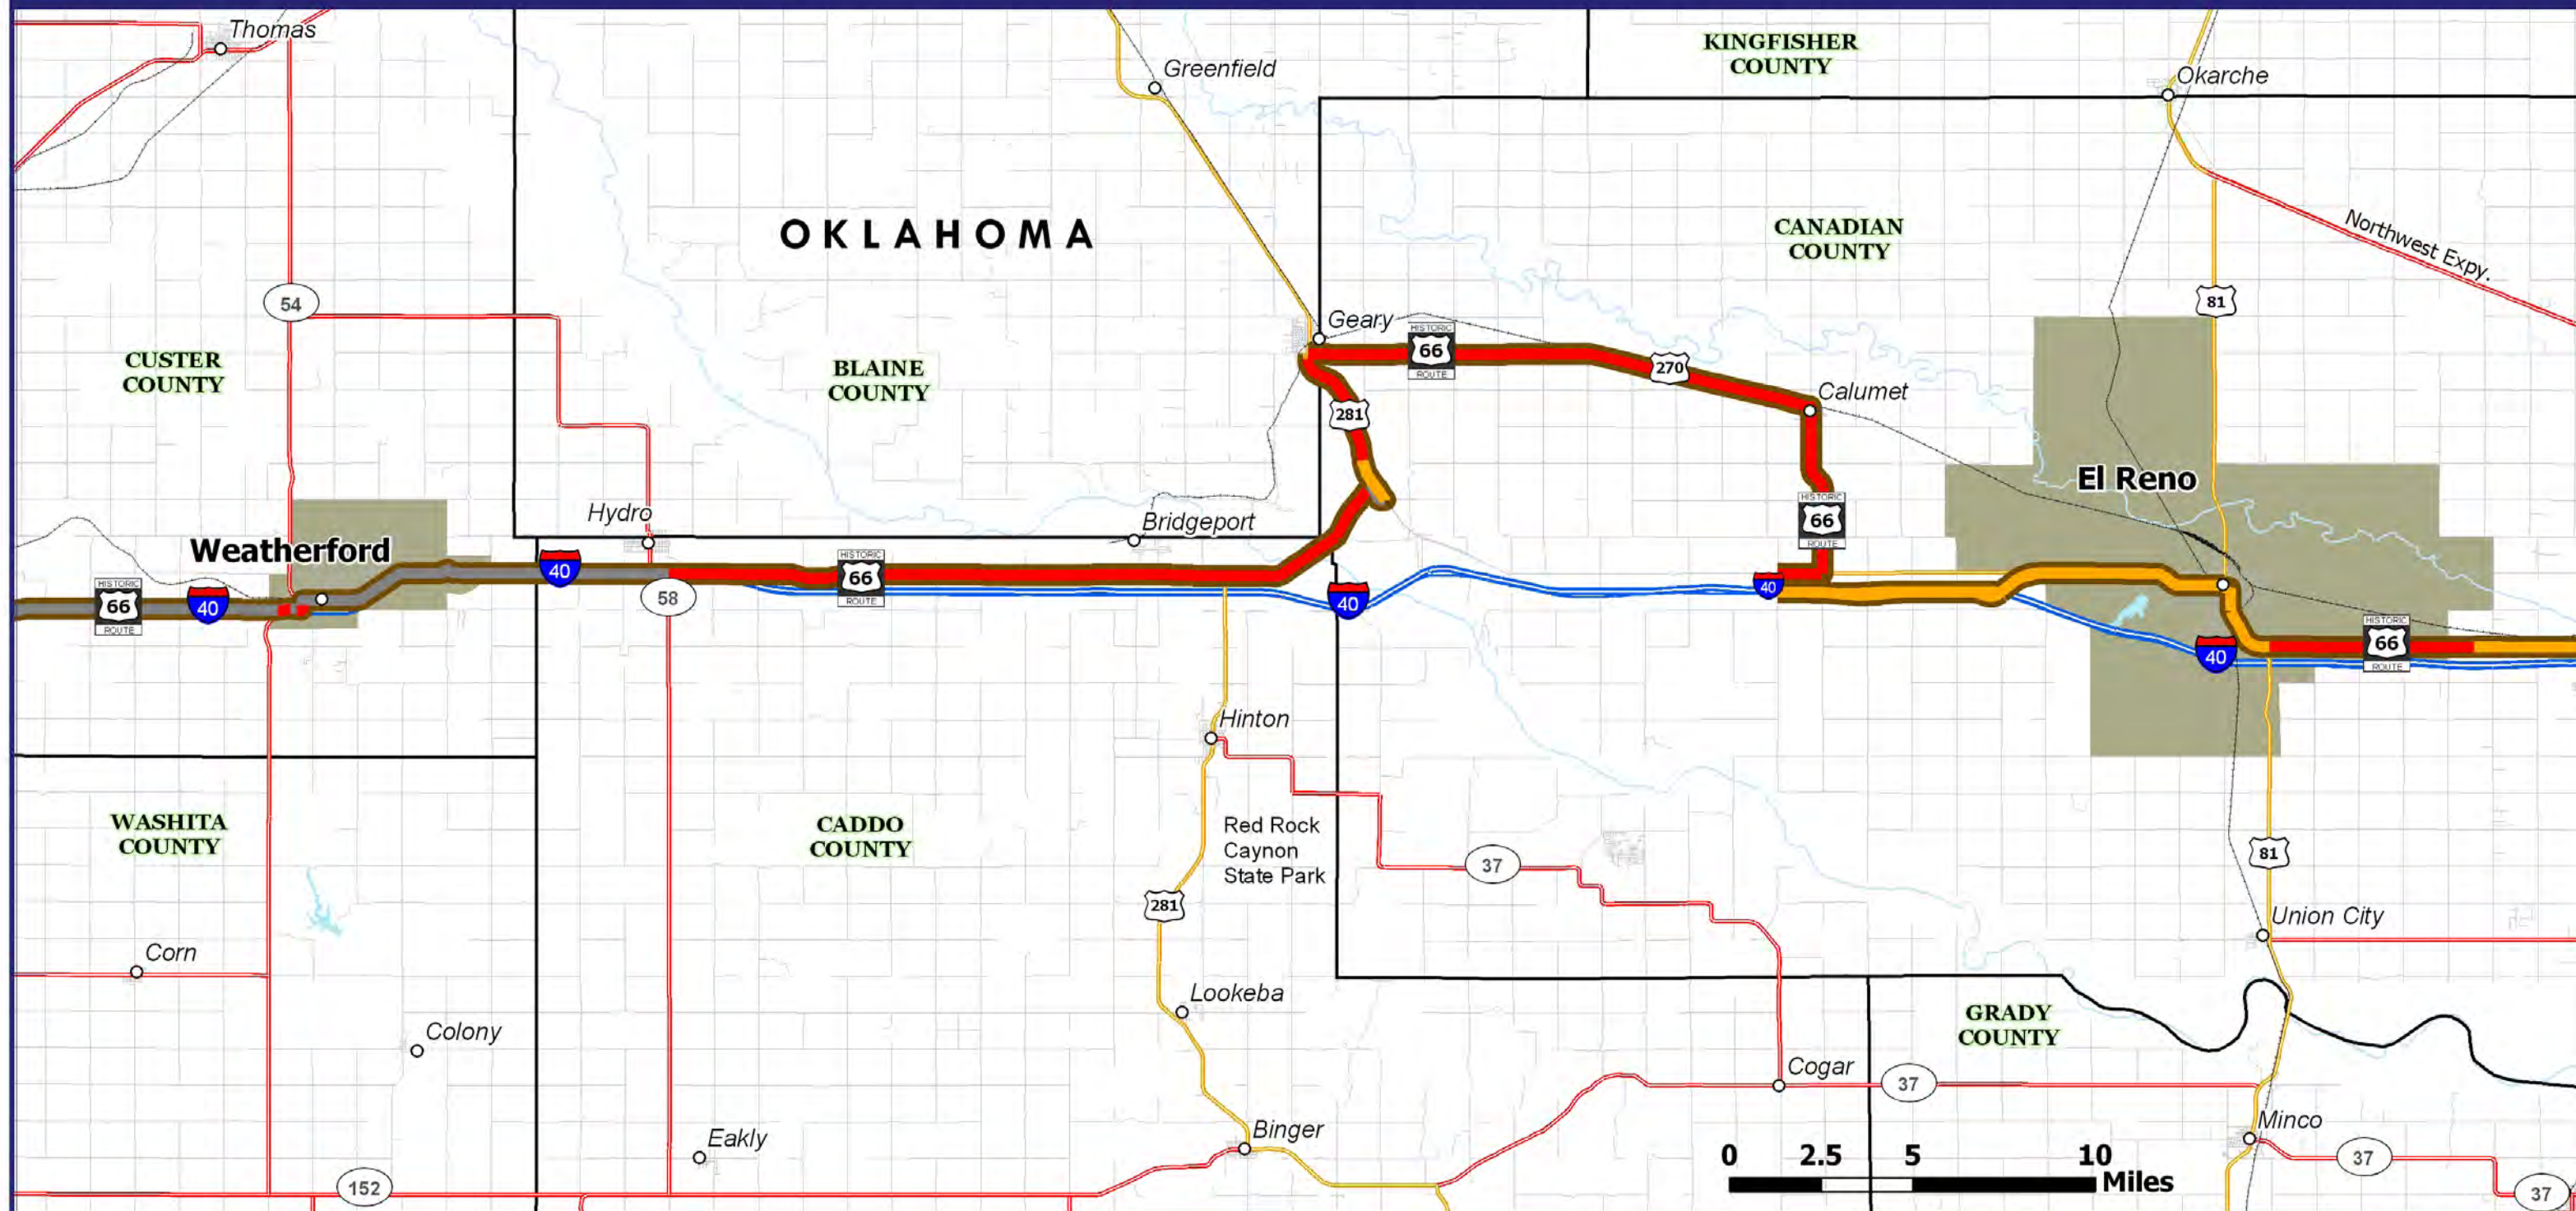 Thomas
Greenfield
KINGFISHER
COUNTY
Okarche
Northwest Expy.
OKLAHOMA
CANADIAN
COUNTY
54
81
Geary
HISTORIC
66
ROUTE
270
Calumet
CUSTER
COUNTY
BLAINE
COUNTY
281
El Reno
HISTORIC
66
ROUTE
Hydro
Bridgeport
Weatherford
HISTORIC
66
ROUTE
40
40
58
HISTORIC
66
ROUTE
40
40
HISTORIC
66
ROUTE
40
Hinton
WASHITA
COUNTY
CADDO
COUNTY
Red Rock
Caynon
State Park
37
81
281
Union City
Corn
Lookeba
Colony
GRADY
COUNTY
Cogar
37
Binger
Minco
Eakly
152
0 2.5 5 10
Miles
37
37